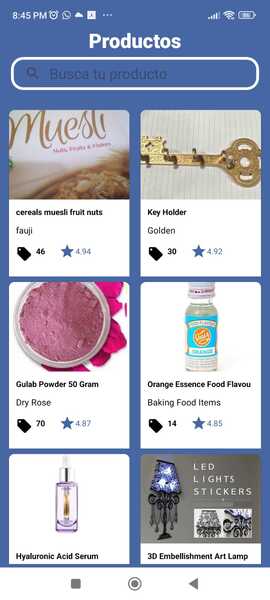 8:45 PM
Productos
Busca tu producto
Muesli
Nuts, Fruits & Flakes
cereals muesli fruit nuts
fauji
46
4.94
Key Holder
Golden
30
4.92
Gulab Powder 50 Gram
Dry Rose
70
4.87
ORANGE
Orange Essence Food Flavou
Baking Food Items
14
4.85
Hyaluronic Acid Serum
LED
LIGHTS
STICKERS
3D Embellishment Art Lamp